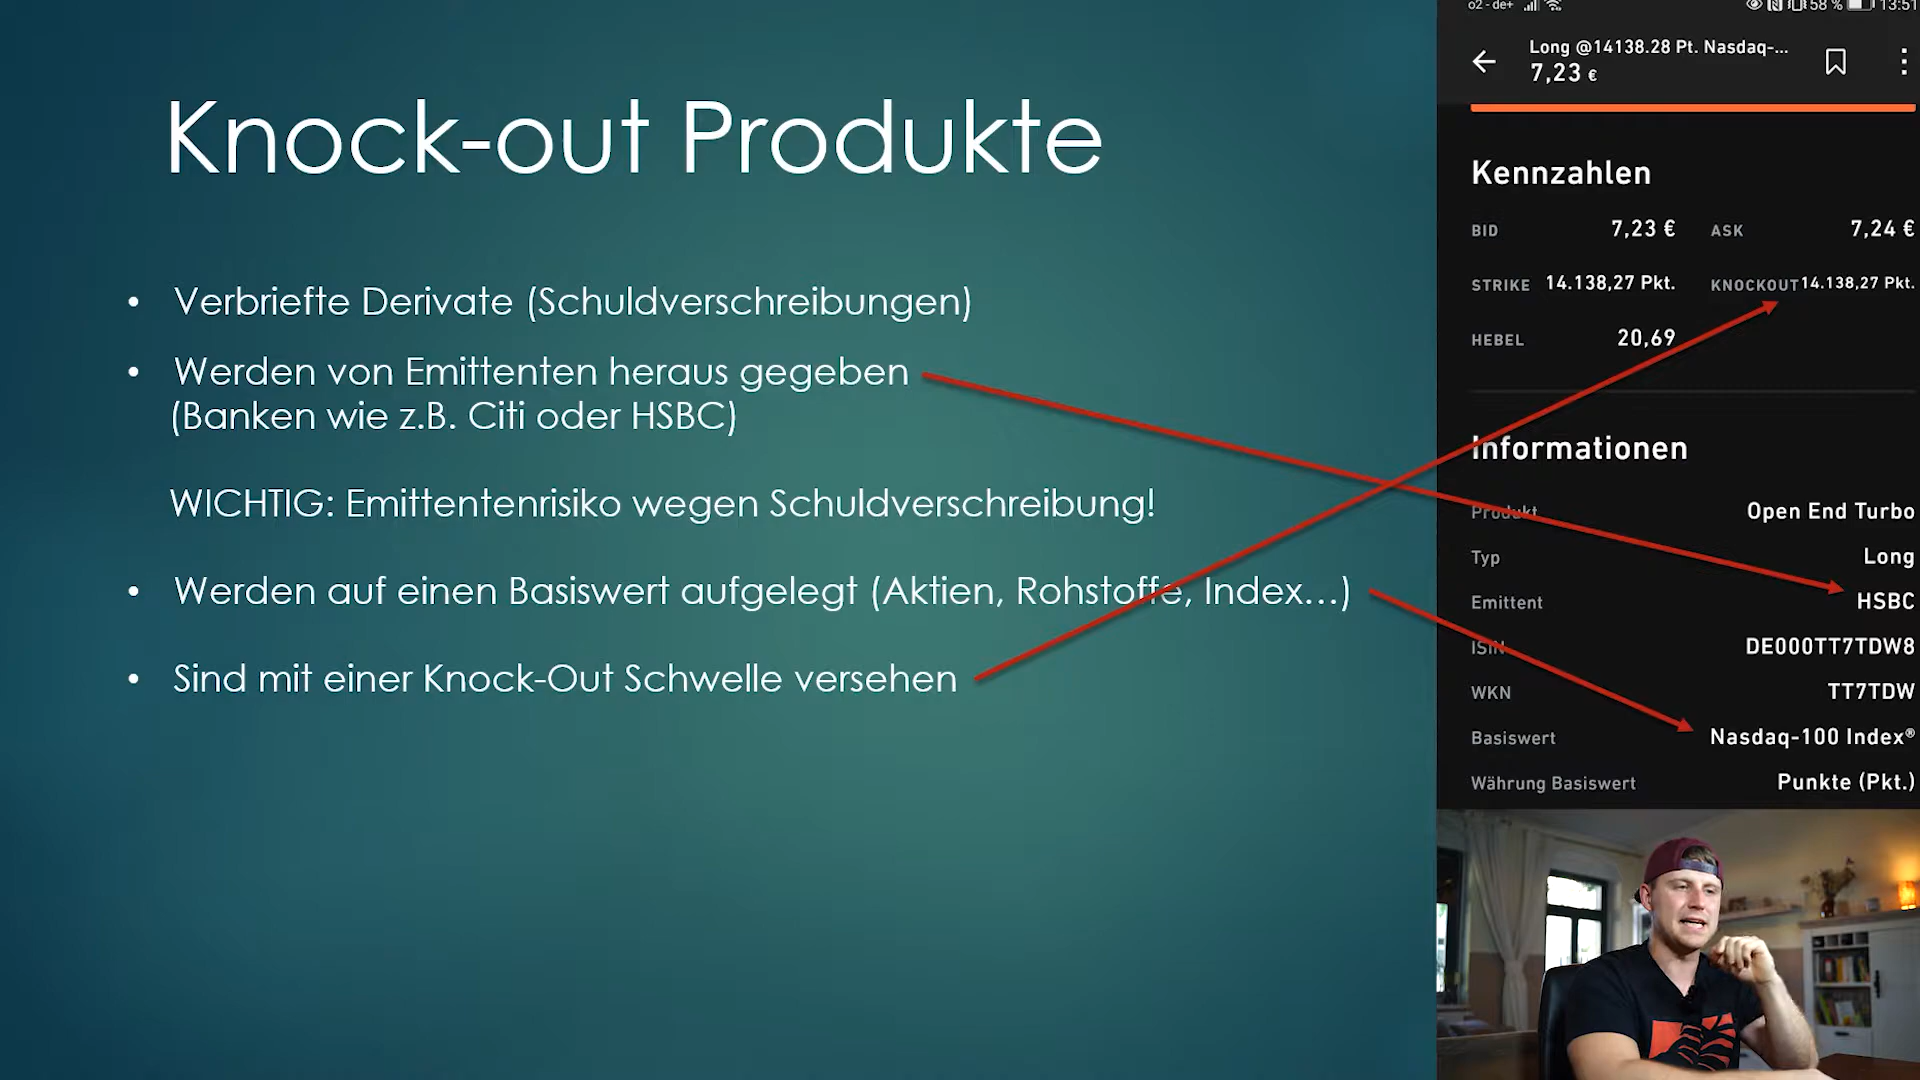 Knock-out Produkte
• Verbriefte Derivate (Schuldverschreibungen)
• Werden von Emittenten heraus gegeben
(Banken wie z.B. Citi oder HSBC)
WICHTIG: Emittentenrisiko wegen Schuldverschreibung!
• Werden auf einen Basiswert aufgelegt (Aktien, Rohstoffe, Index...)
• Sind mit einer Knock-Out Schwelle versehen
o2-de+ 58 % 13:51
Long @14138.28 Pt. Nasdaq-...
7,23 €
Kennzahlen
BID 7,23 € ASK 7,24 €
STRIKE 14.138,27 Pkt. KNOCKOUT 14.138,27 Pkt.
HEBEL 20,69
Informationen
Produkt Open End Turbo
Typ Long
Emittent HSBC
ISIN DE000TT7TDW8
WKN TT7TDW
Basiswert Nasdaq-100 Index®
Währung Basiswert Punkte (Pkt.)